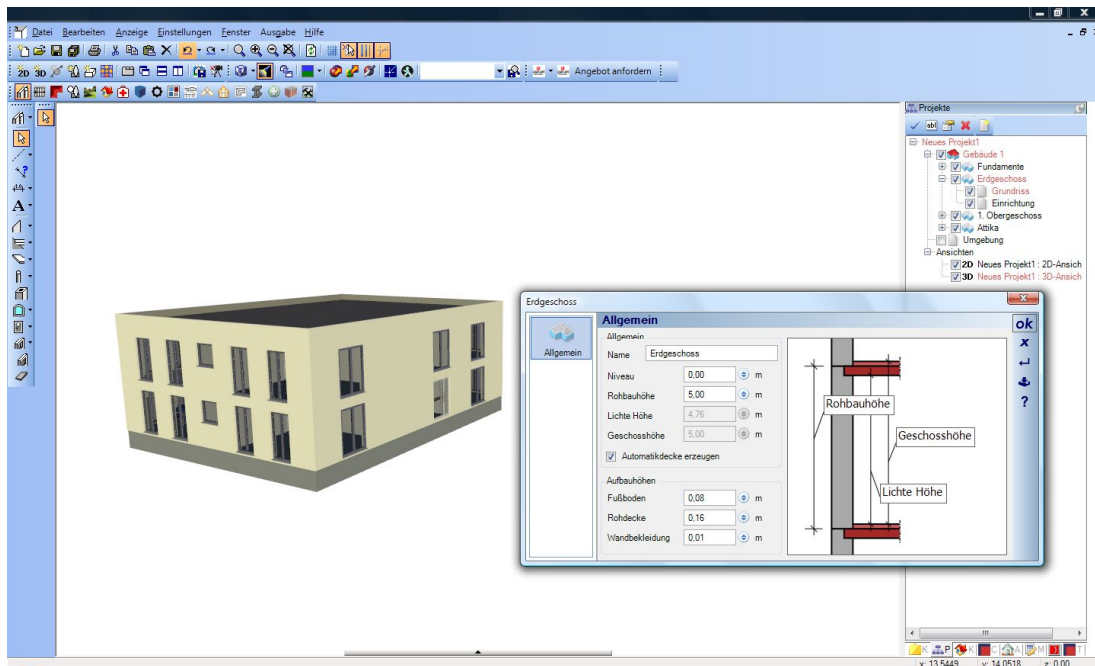 Datei Bearbeiten Anzeige Einstellungen Fenster Ausgabe Hilfe
2D 3D
Angebot anfordern
A
Projekte
abl
Neues Projekt1
Gebäude 1
Fundamente
Erdgeschoss
Grundriss
Einrichtung
1. Obergeschoss
Attika
Umgebung
Ansichten
2D Neues Projekt1 : 2D-Ansich
3D Neues Projekt1 : 3D-Ansich
Erdgeschoss
Allgemein
Allgemein
Allgemein
Name Erdgeschoss
Niveau 0,00 m
Rohbauhöhe 5,00 m
Lichte Höhe 4,76 m
Geschosshöhe 5,00 m
Automatikdecke erzeugen
Aufbauhöhen
Fußboden 0,08 m
Rohdecke 0,16 m
Wandbekleidung 0,01 m
Rohbauhöhe
Geschosshöhe
Lichte Höhe
ok
x
?
K P K C A M T
x: 13,5449 y: 14,0518 z: 0,00